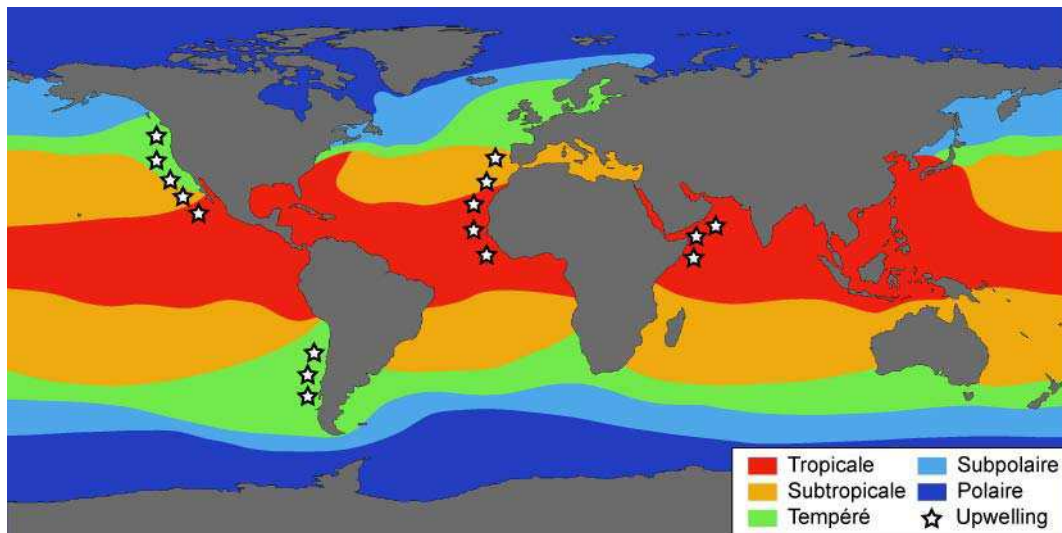 Tropicale
Subtropicale
Tempéré
Subpolaire
Polaire
Upwelling